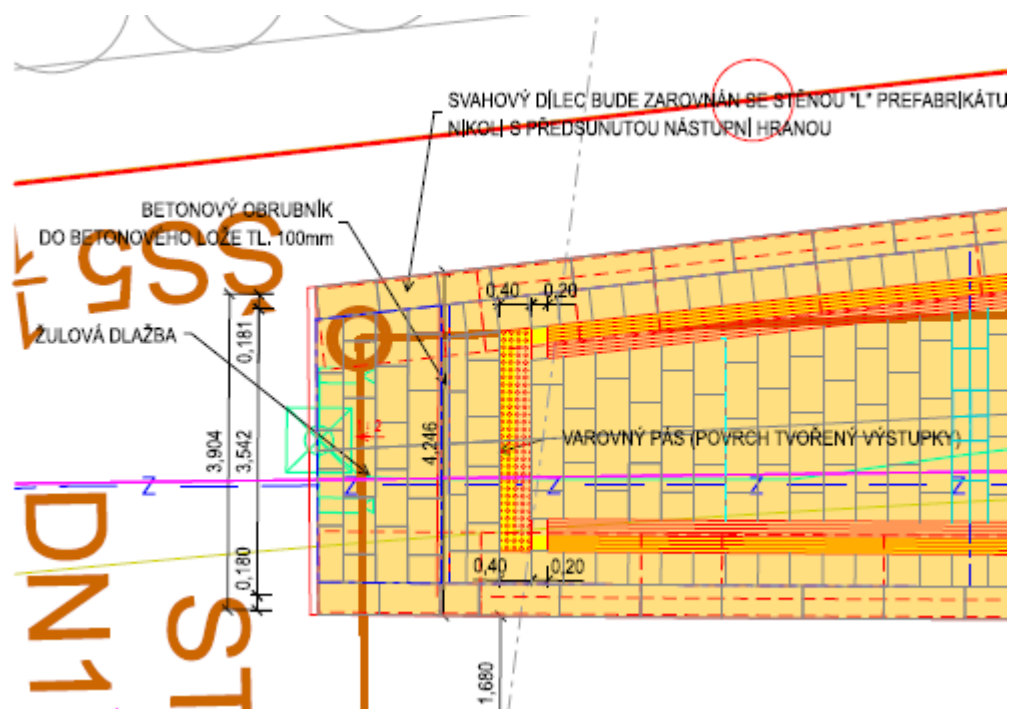 SVAHOVÝ DÍLEC BUDE ZAROVNÁN SE STĚNOU "L" PREFABRIKÁTU
NIKOLI S PŘEDSUNUTOU NÁSTUPNÍ HRANOU
BETONOVÝ OBRUBNÍK
DO BETONOVÉHO LOŽE TL. 100mm
ŠŠ5
ŽULOVÁ DLAŽBA
0,40 0,20
0,181
3,904
3,542
4,246
VAROVNÝ PÁS (POVRCH TVOŘENÝ VÝSTUPKY)
Z Z Z Z Z
0,180
0,40 0,20
1,680
DN1
ST